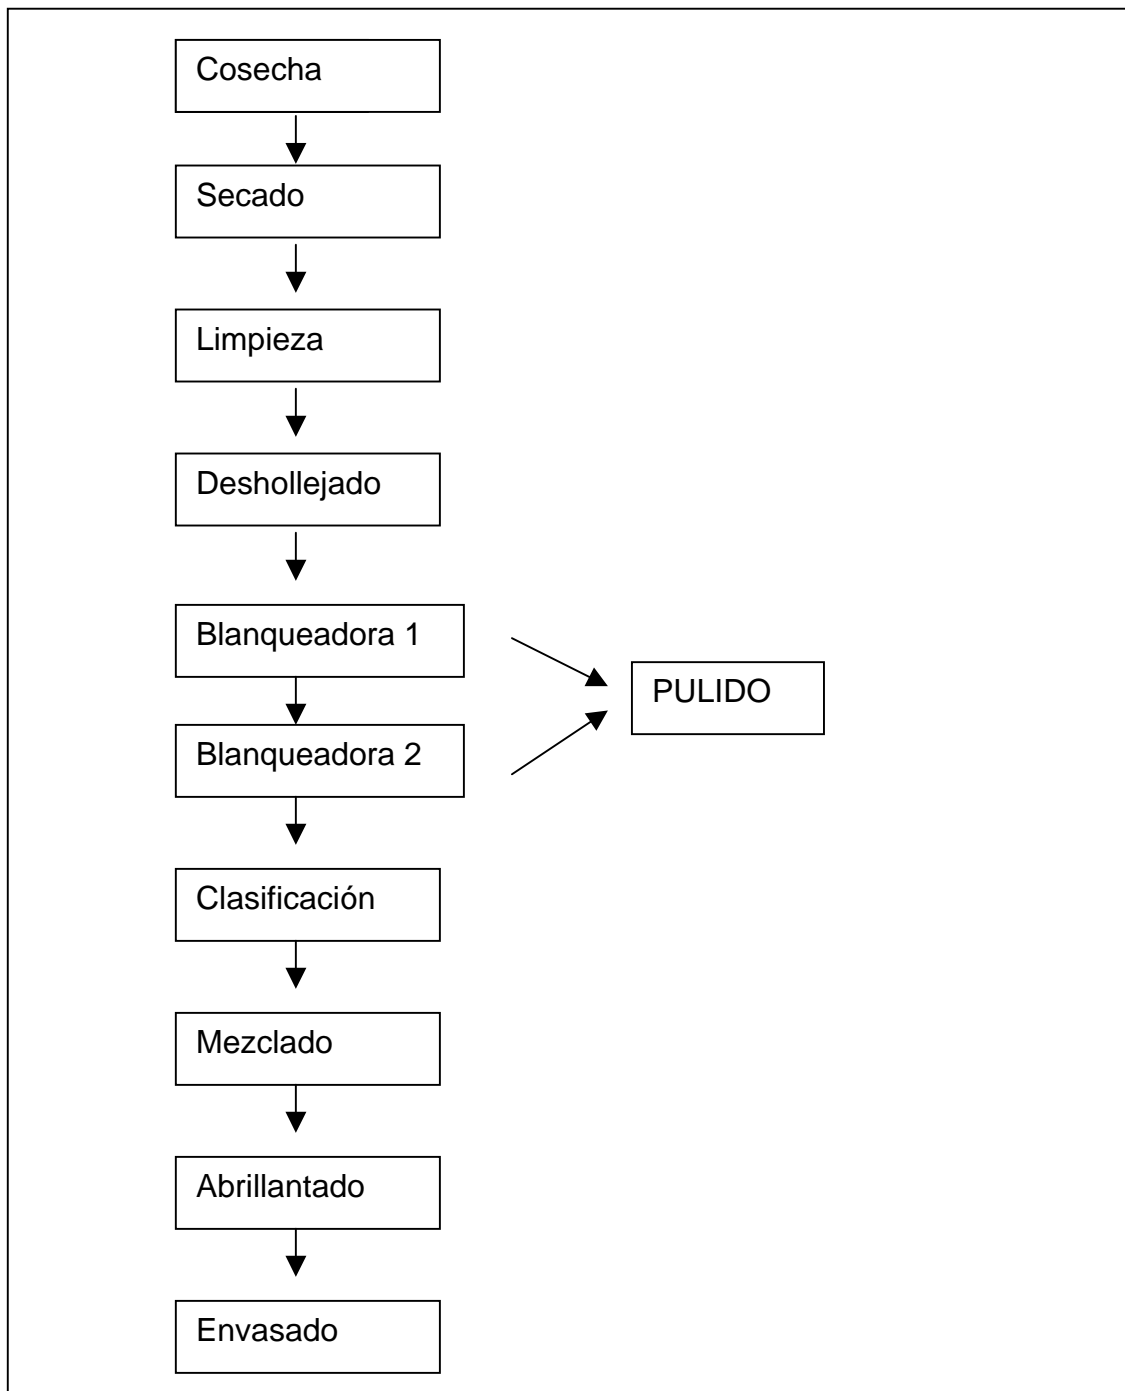 Cosecha
Secado
Limpieza
Deshollejado
Blanqueadora 1
PULIDO
Blanqueadora 2
Clasificación
Mezclado
Abrillantado
Envasado